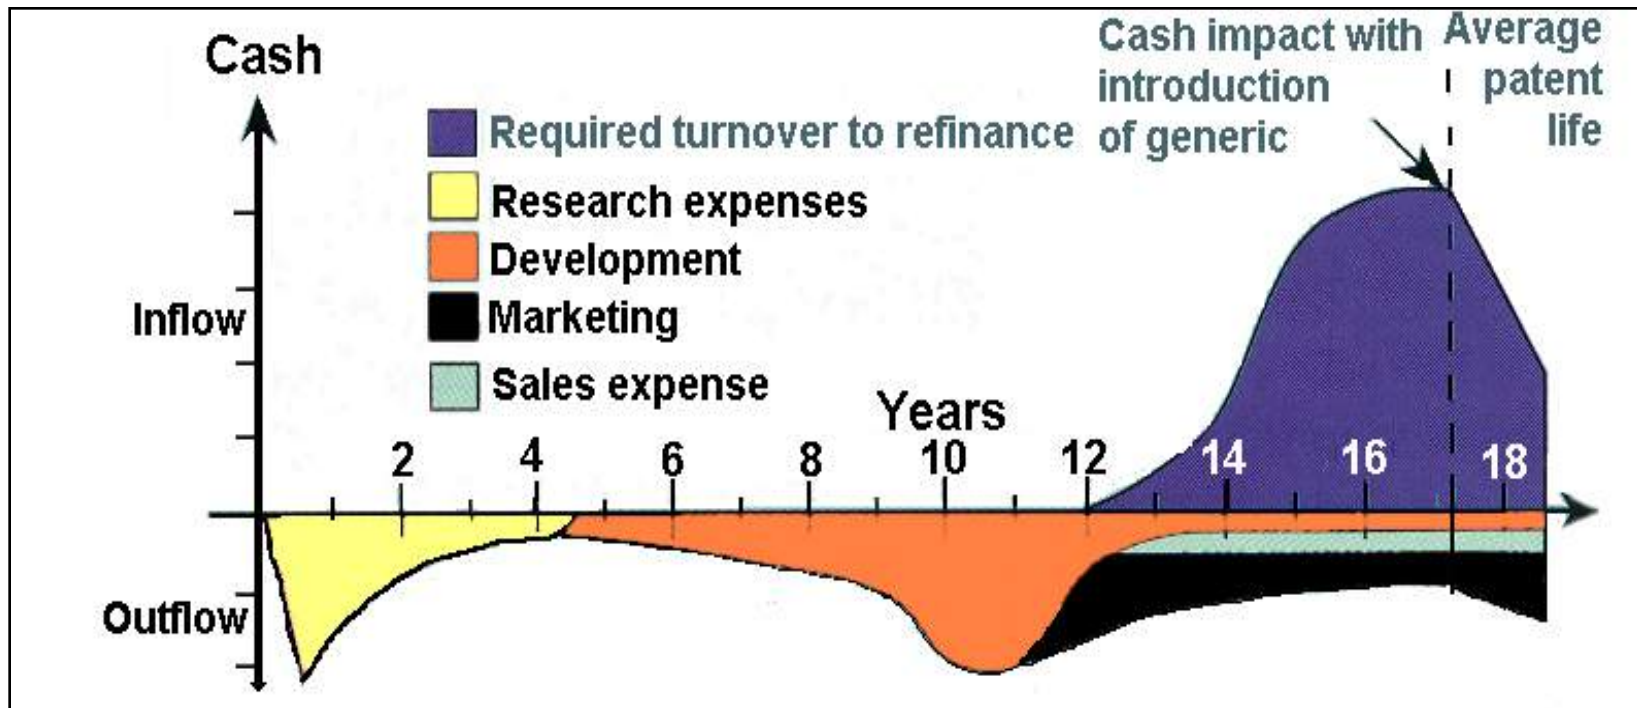 Cash
Cash impact with
introduction
of generic
Average
patent
life
Required turnover to refinance
Research expenses
Development
Marketing
Sales expense
Inflow
Outflow
Years
2 4 6 8 10 12 14 16 18